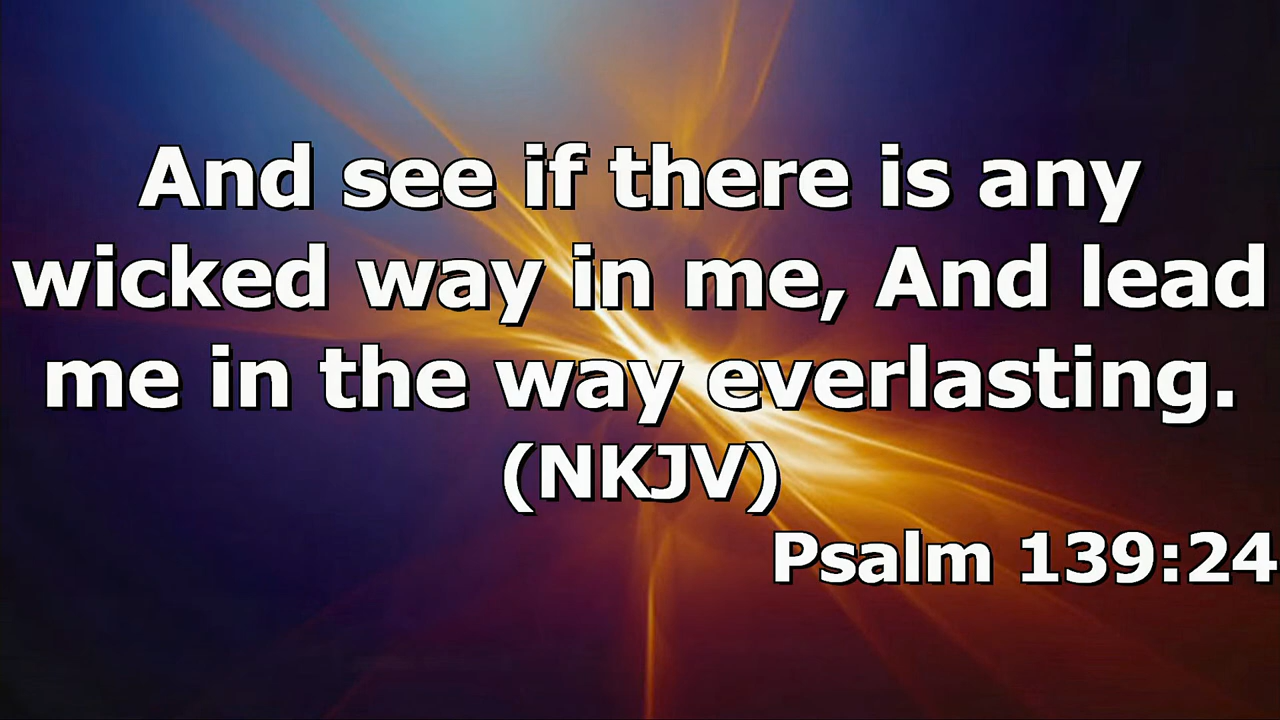 And see if there is any
wicked way in me, And lead
me in the way everlasting.
(NKJV)
Psalm 139:24